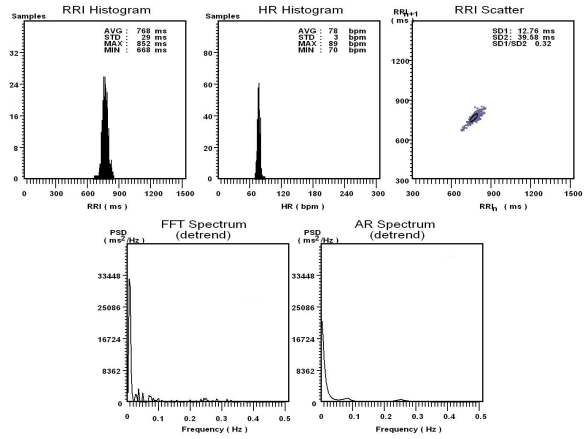 RRI Histogram
Samples
AVG : 768 ms
STD : 29 ms
MAX : 852 ms
MIN : 668 ms
32
24
16
8
0
0 300 600 900 1200 1500
RRI ( ms )
HR Histogram
Samples
AVG : 78 bpm
STD : 3 bpm
MAX : 89 bpm
MIN : 70 bpm
80
60
40
20
0
0 60 120 180 240 300
HR ( bpm )
RRI Scatter
RRIn+1
( ms )
SD1: 12.76 ms
SD2: 39.58 ms
SD1/SD2 0.32
1500
1200
900
600
300
300 600 900 1200 1500
RRIn ( ms )
FFT Spectrum
(detrend)
PSD
( ms2/Hz )
33448
25086
16724
8362
0
0 0.1 0.2 0.3 0.4 0.5
Frequency ( Hz )
AR Spectrum
(detrend)
PSD
( ms2/Hz )
33448
25086
16724
8362
0
0 0.1 0.2 0.3 0.4 0.5
Frequency ( Hz )